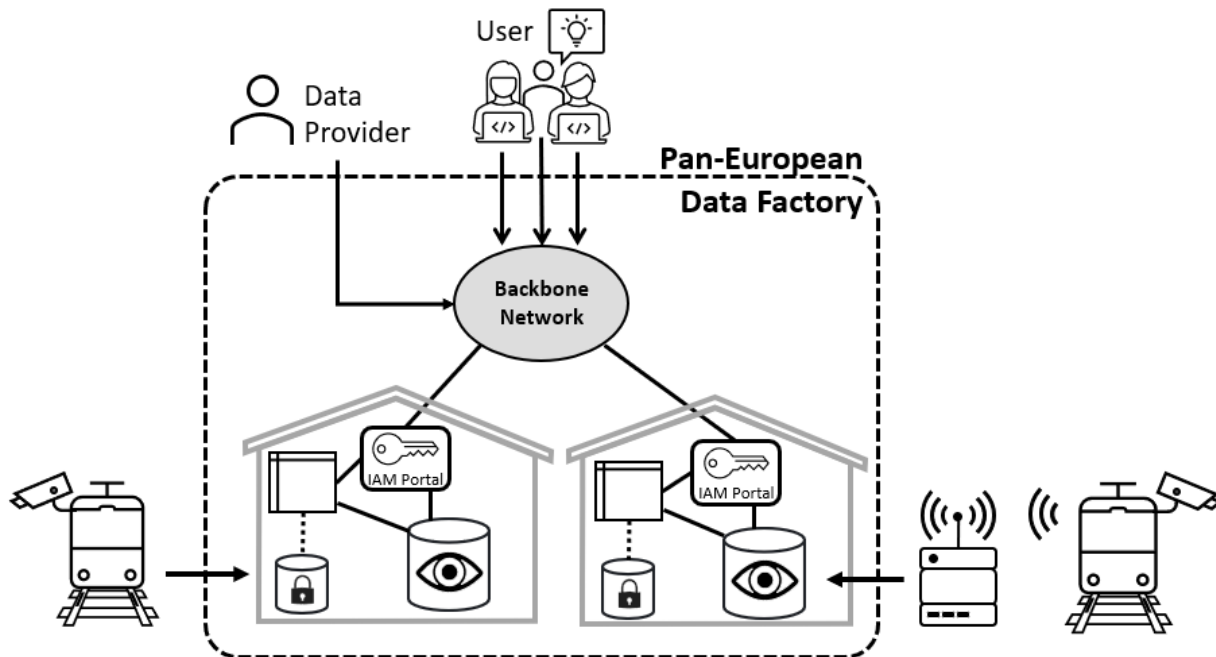 User
Data
Provider
</>
</>
Pan-European
Data Factory
Backbone
Network
IAM Portal
IAM Portal